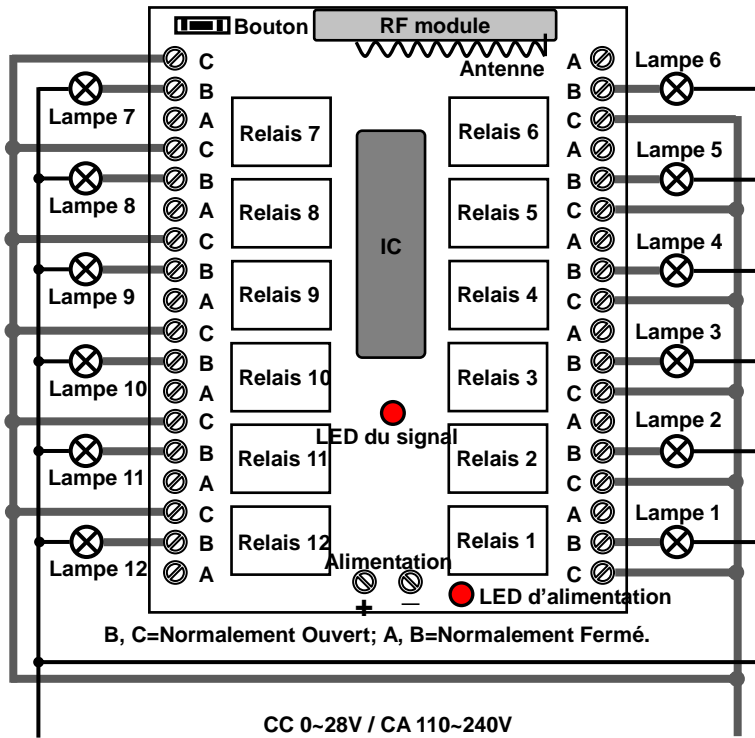 Bouton
RF module
Antenne
C
B
Lampe 7
A
Relais 7
C
B
Lampe 8
A
Relais 8
C
B
Lampe 9
A
Relais 9
C
B
Lampe 10
A
Relais 10
C
B
Lampe 11
A
Relais 11
C
B
Lampe 12
A
Relais 12
IC
LED du signal
Alimentation
+
_
LED d'alimentation
A
Lampe 6
B
C
Relais 6
A
Lampe 5
B
C
Relais 5
A
Lampe 4
B
C
Relais 4
A
Lampe 3
B
C
Relais 3
A
Lampe 2
B
C
Relais 2
A
Lampe 1
B
C
Relais 1
B, C=Normalement Ouvert; A, B=Normalement Fermé.
CC 0~28V / CA 110~240V